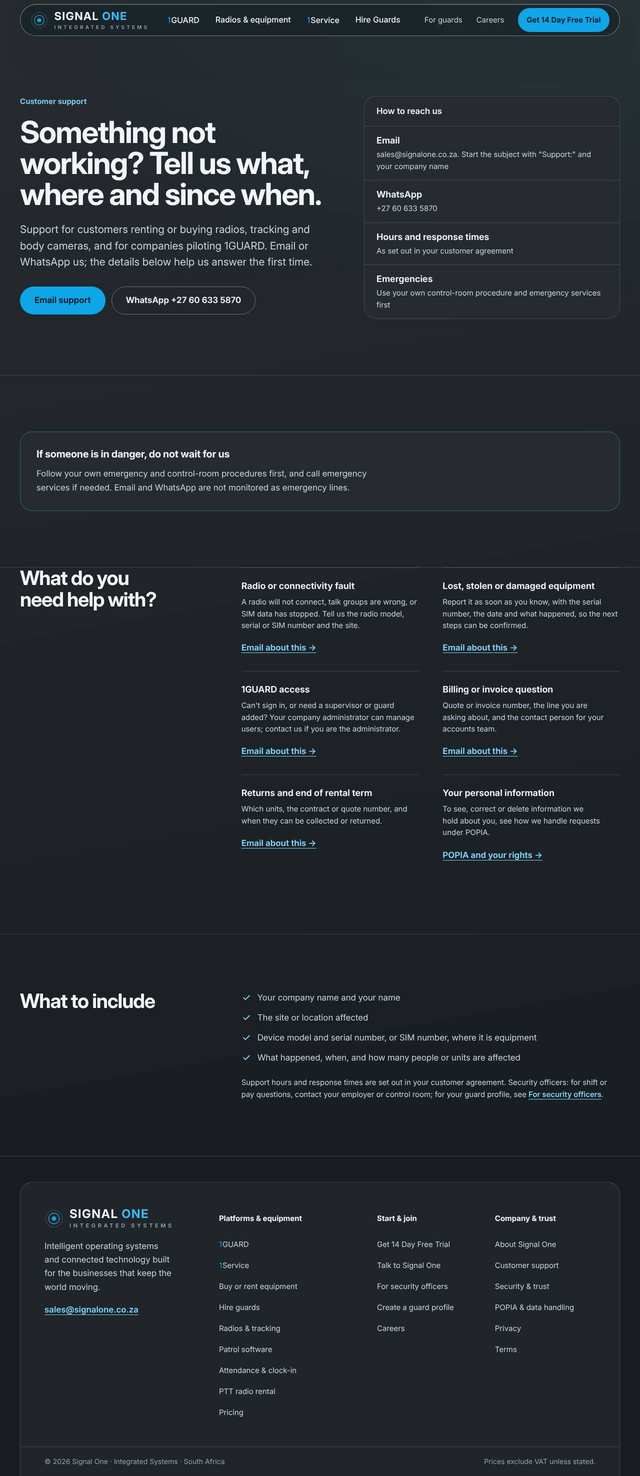 SIGNAL ONE
INTEGRATED SYSTEMS
1GUARD
Radios & equipment
1Service
Hire Guards
For guards
Careers
Get 14 Day Free Trial
Customer support
Something not
working? Tell us what,
where and since when.
Support for customers renting or buying radios, tracking and
body cameras, and for companies piloting 1GUARD. Email or
WhatsApp us; the details below help us answer the first time.
Email support
WhatsApp +27 60 633 5870
How to reach us
Email
sales@signalone.co.za. Start the subject with "Support:" and
your company name
WhatsApp
+27 60 633 5870
Hours and response times
As set out in your customer agreement
Emergencies
Use your own control-room procedure and emergency services
first
If someone is in danger, do not wait for us
Follow your own emergency and control-room procedures first, and call emergency
services if needed. Email and WhatsApp are not monitored as emergency lines.
What do you
need help with?
Radio or connectivity fault
A radio will not connect, talk groups are wrong, or
SIM data has stopped. Tell us the radio model,
serial or SIM number and the site.
Email about this →
Lost, stolen or damaged equipment
Report it as soon as you know, with the serial
number, the date and what happened, so the next
steps can be confirmed.
Email about this →
1GUARD access
Can't sign in, or need a supervisor or guard
added? Your company administrator can manage
users; contact us if you are the administrator.
Email about this →
Billing or invoice question
Quote or invoice number, the line you are
asking about, and the contact person for your
accounts team.
Email about this →
Returns and end of rental term
Which units, the contract or quote number, and
when they can be collected or returned.
Email about this →
Your personal information
To see, correct or delete information we
hold about you, see how we handle requests
under POPIA.
POPIA and your rights →
What to include
Your company name and your name
The site or location affected
Device model and serial number, or SIM number, where it is equipment
What happened, when, and how many people or units are affected
Support hours and response times are set out in your customer agreement. Security officers: for shift or
pay questions, contact your employer or control room; for your guard profile, see For security officers.
SIGNAL ONE
INTEGRATED SYSTEMS
Intelligent operating systems
and connected technology built
for the businesses that keep the
world moving.
sales@signalone.co.za
Platforms & equipment
1GUARD
1Service
Buy or rent equipment
Hire guards
Radios & tracking
Patrol software
Attendance & clock-in
PTT radio rental
Pricing
Start & join
Get 14 Day Free Trial
Talk to Signal One
For security officers
Create a guard profile
Careers
Company & trust
About Signal One
Customer support
Security & trust
POPIA & data handling
Privacy
Terms
© 2026 Signal One · Integrated Systems · South Africa
Prices exclude VAT unless stated.